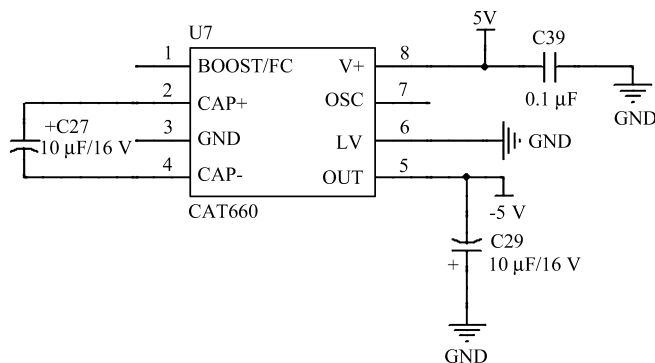 U7
5V
C39
1 BOOST/FC V+ 8
0.1 μF
GND
2 CAP+ OSC 7
+C27
10 μF/16 V
3 GND LV 6 GND
4 CAP- OUT 5
-5 V
CAT660
C29
+ 10 μF/16 V
GND